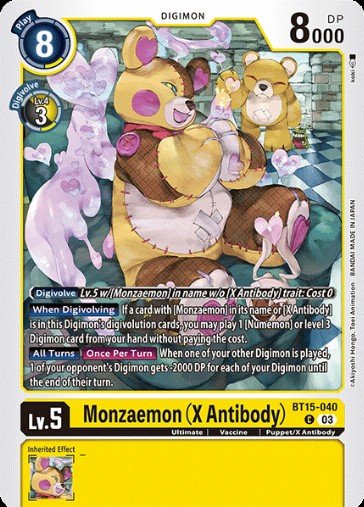 Play
8
DIGIMON
DP
8000
Digivolve
Lv.4
3
koki
©Akiyoshi Hongo, Toei Animation BANDAI MADE IN JAPAN
Digivolve Lv.5 w/[Monzaemon] in name w/o [X Antibody] trait: Cost 0
When Digivolving If a card with [Monzaemon] in its name or [X Antibody]
is in this Digimon's digivolution cards, you may play 1 [Numemon] or level 3
Digimon card from your hand without paying the cost.
All Turns Once Per Turn When one of your other Digimon is played,
1 of your opponent's Digimon gets -2000 DP for each of your Digimon until
the end of their turn.
Lv.5
Monzaemon (X Antibody)
BT15-040
C 03
Ultimate | Vaccine | Puppet/X Antibody
Inherited Effect